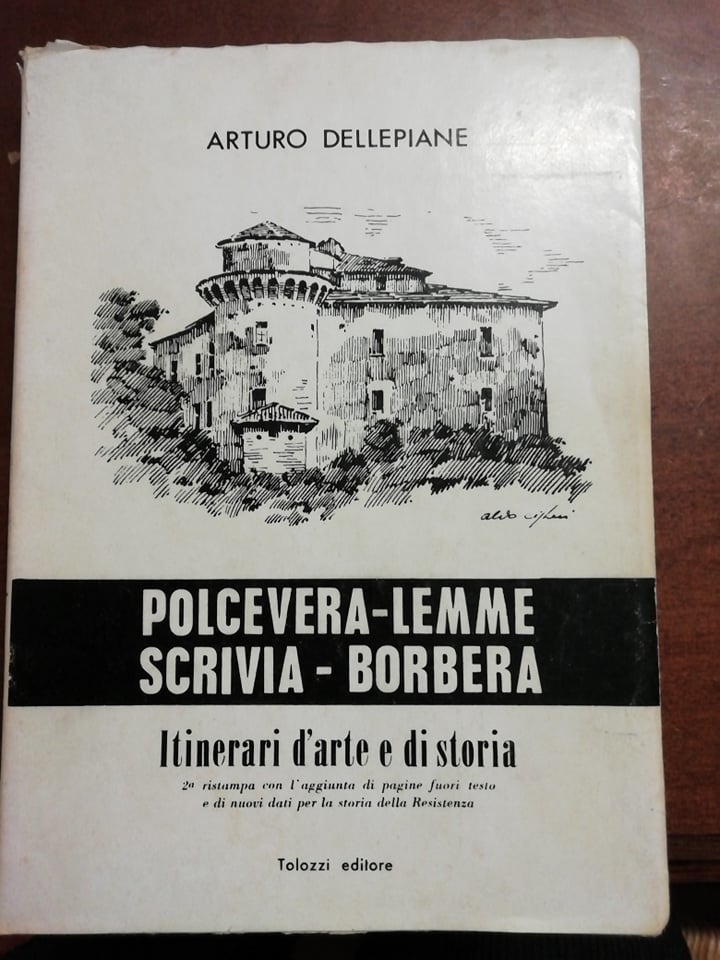 ARTURO DELLEPIANE
aldo
POLCEVERA-LEMME
SCRIVIA - BORBERA
Itinerari d'arte e di storia
2ª ristampa con l'aggiunta di pagine fuori testo
e di nuovi dati per la storia della Resistenza
Tolozzi editore